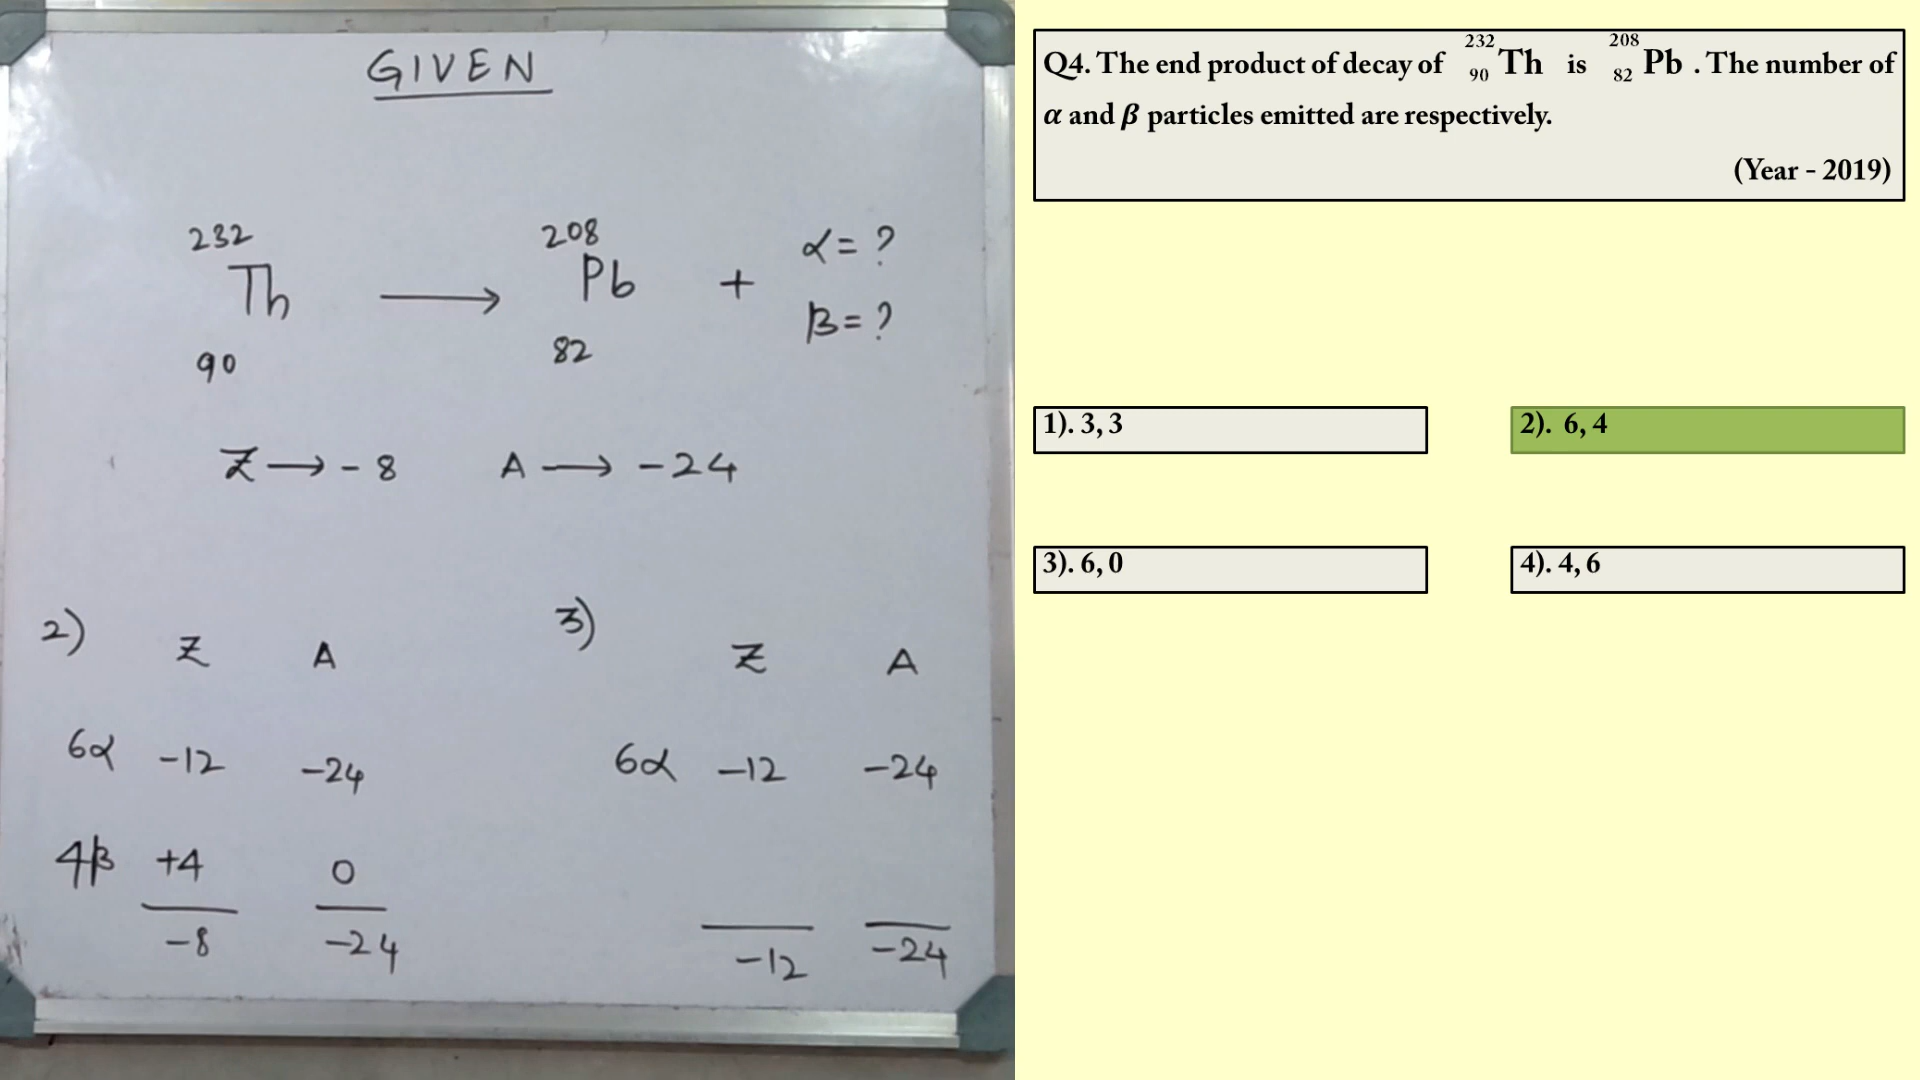 GIVEN
232 Th 90 ⟶ 208 Pb 82 + α = ?
β = ?
Z ⟶ - 8 A ⟶ - 24
2) Z A
6α -12 -24
4β +4 0
-8 -24
3) Z A
6α -12 -24
-12 -24
Q4. The end product of decay of 232 90 Th is 208 82 Pb . The number of
α and β particles emitted are respectively.
(Year - 2019)
1). 3, 3
2). 6, 4
3). 6, 0
4). 4, 6